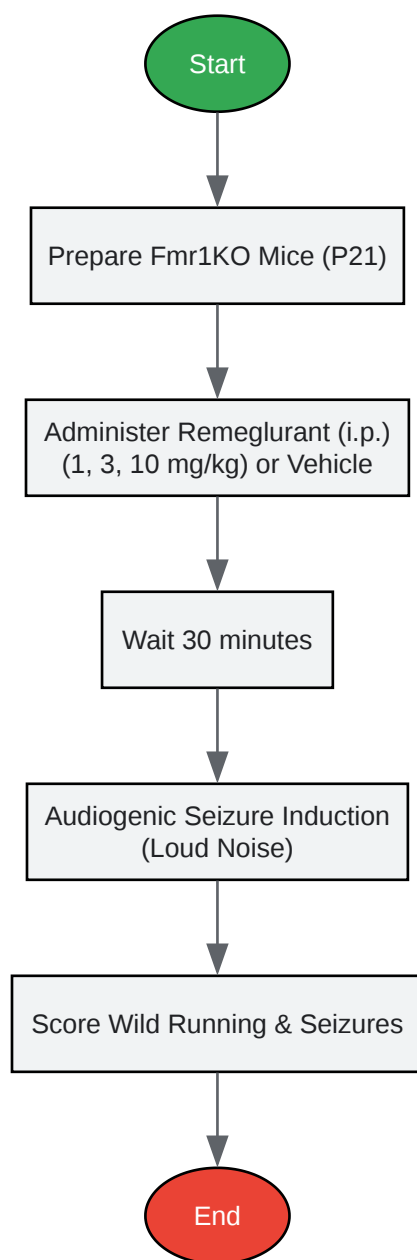 Start
Prepare Fmr1KO Mice (P21)
Administer Remeglurant (i.p.)
(1, 3, 10 mg/kg) or Vehicle
Wait 30 minutes
Audiogenic Seizure Induction
(Loud Noise)
Score Wild Running & Seizures
End